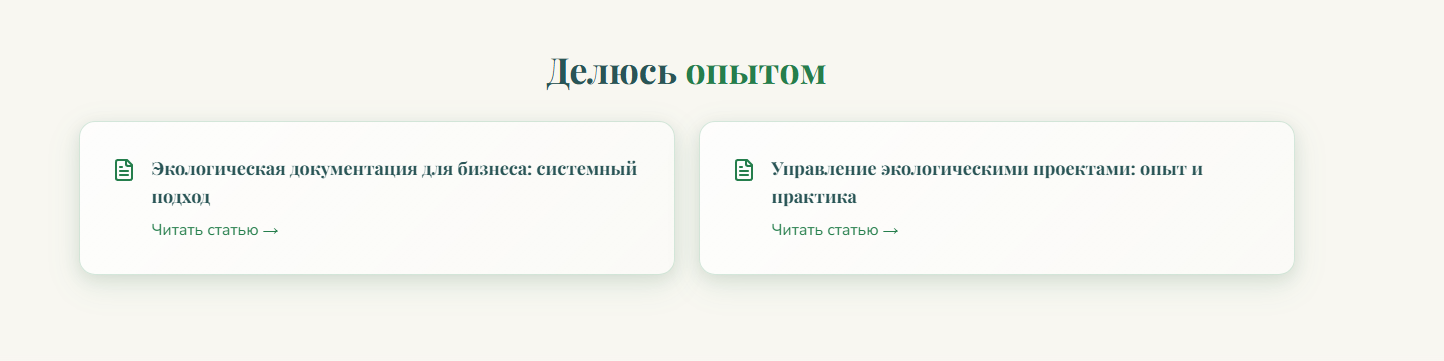 Делюсь опытом
Экологическая документация для бизнеса: системный
подход
Читать статью →
Управление экологическими проектами: опыт и
практика
Читать статью →